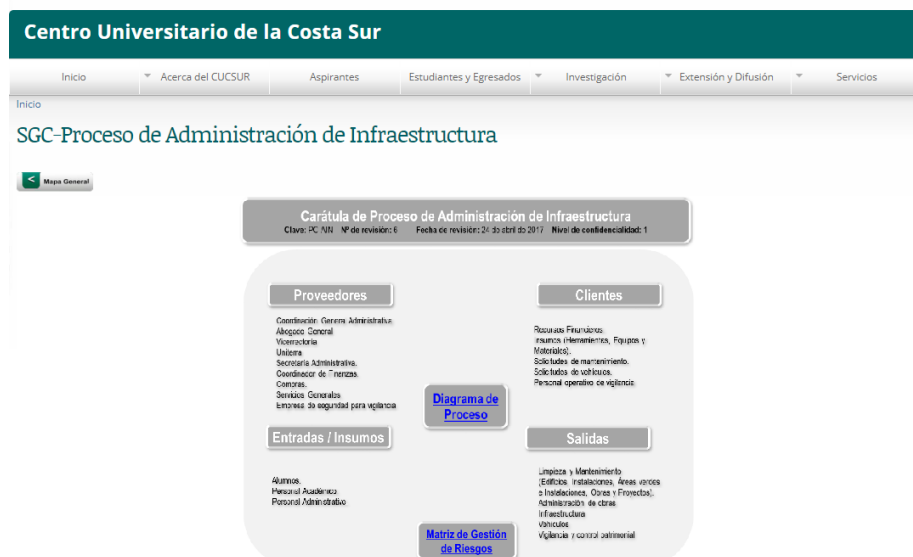 Centro Universitario de la Costa Sur
Inicio Acerca del CUCSUR Aspirantes Estudiantes y Egresados Investigación Extensión y Difusión Servicios
Inicio
SGC-Proceso de Administración de Infraestructura
< Mapa General
Carátula de Proceso de Administración de Infraestructura
Clave: Nº de revisión: 6 Fecha de revisión: 24 de abril de 2017 Nivel de confidencialidad: 1
Proveedores
Coordinación General Administrativa.
Abogado General
Vicerrectoría
Secretaría Administrativa.
Coordinador de Finanzas.
Compras.
Servicios Generales
Empresa de seguridad para vigilancia
Clientes
Recursos Financieros
Insumos (Herramientas, Equipos y
Materiales).
Solicitudes de mantenimiento.
Solicitudes de vehículos.
Personal operativo de vigilancia
Diagrama de
Proceso
Entradas / Insumos
Alumnos.
Personal Académico
Personal Administrativo
Salidas
Limpieza y Mantenimiento
(Edificios, Instalaciones, Áreas verdes
e Instalaciones, Obras y Proyectos).
Administración de obras
Infraestructura
Vehículos
Vigilancia y control patrimonial
Matriz de Gestión
de Riesgos